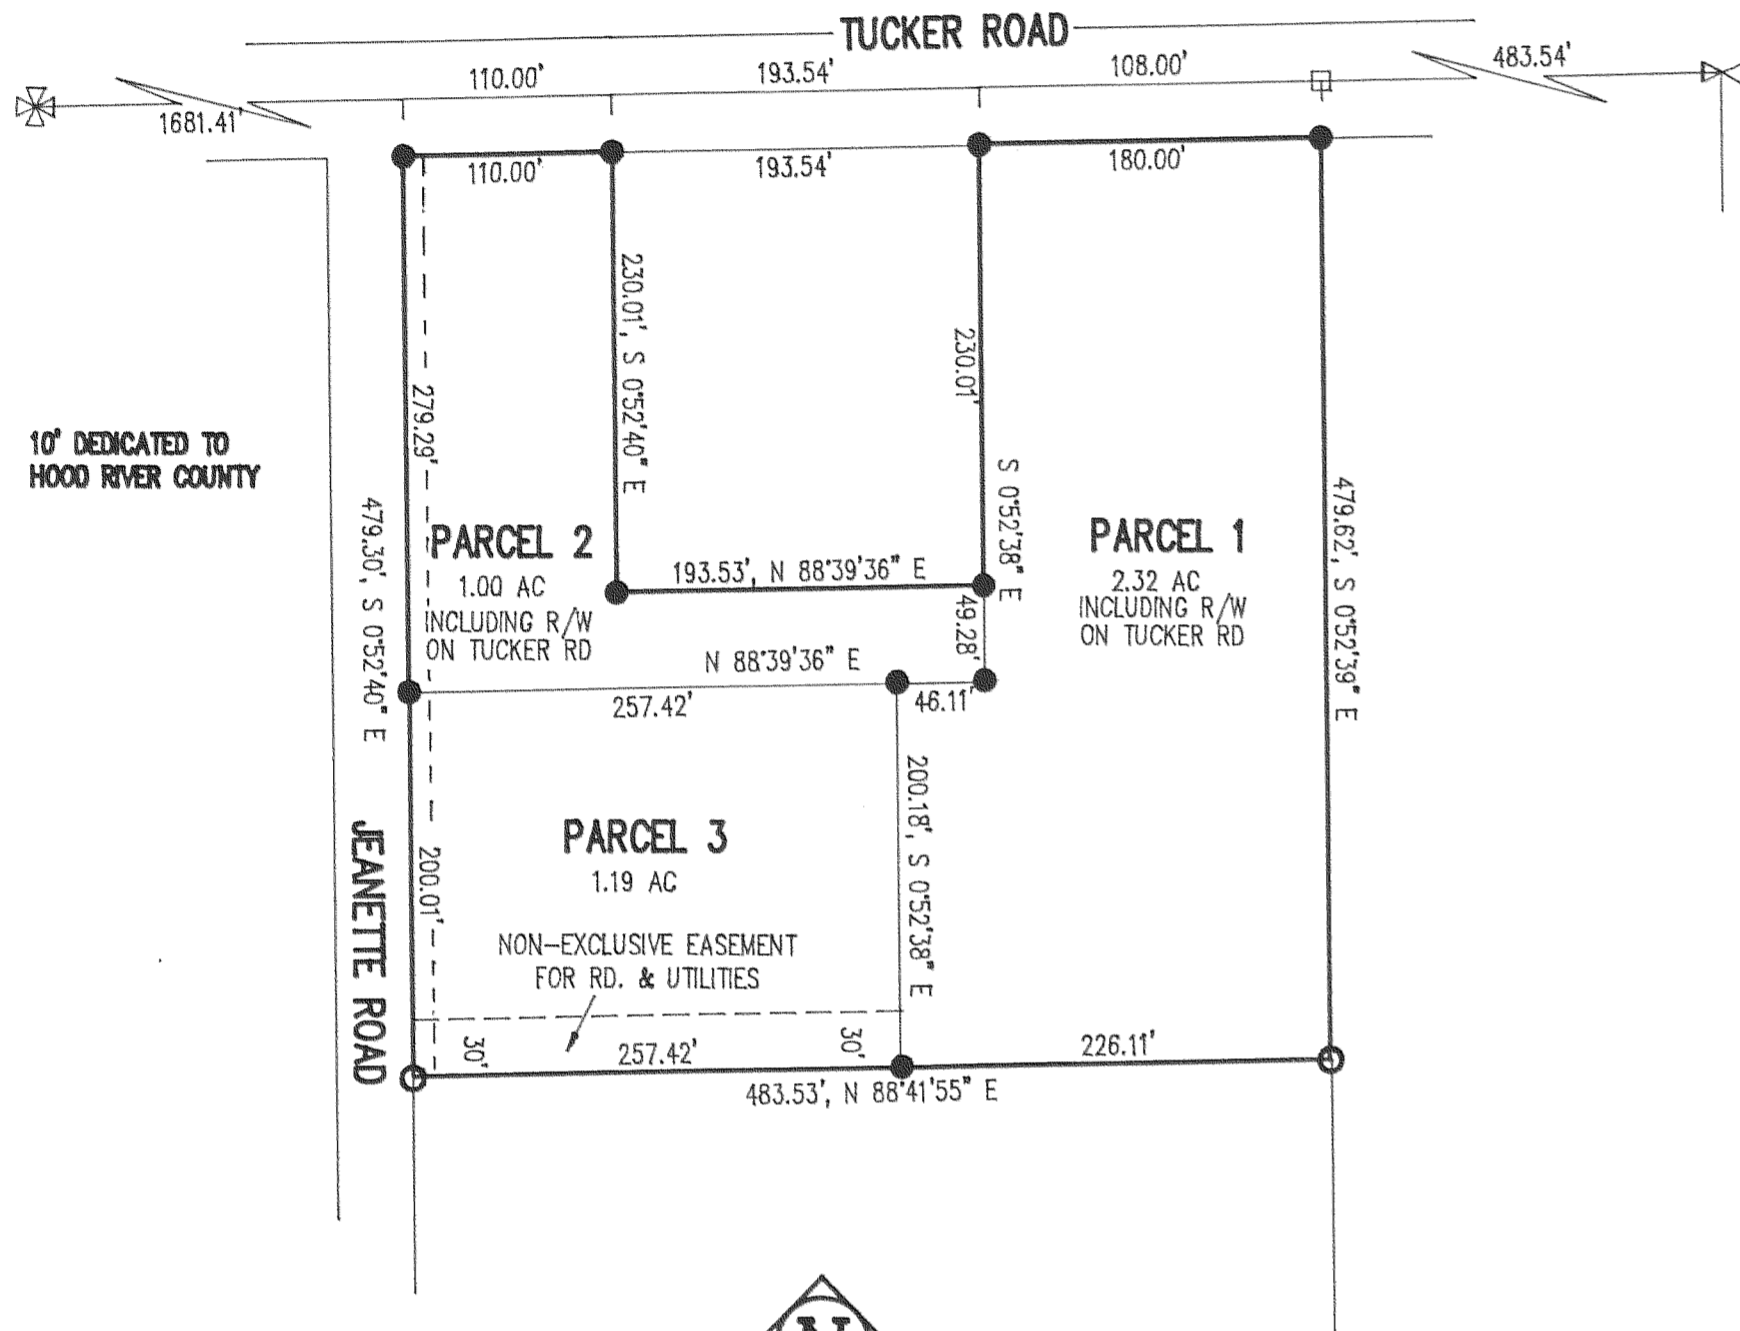 TUCKER ROAD
110.00'
193.54'
108.00'
483.54'
1681.41'
110.00'
193.54'
180.00'
230.01', S 0°52'40" E
230.01'
S 0°52'38" E
279.29'
10' DEDICATED TO
HOOD RIVER COUNTY
479.30', S 0°52'40" E
479.62', S 0°52'39" E
PARCEL 2
1.00 AC
INCLUDING R/W
ON TUCKER RD
193.53', N 88°39'36" E
PARCEL 1
2.32 AC
INCLUDING R/W
ON TUCKER RD
49.28'
N 88°39'36" E
257.42'
46.11'
200.18', S 0°52'38" E
PARCEL 3
1.19 AC
200.01'
JEANETTE ROAD
NON-EXCLUSIVE EASEMENT
FOR RD. & UTILITIES
30'
257.42'
30'
226.11'
483.53', N 88°41'55" E
N